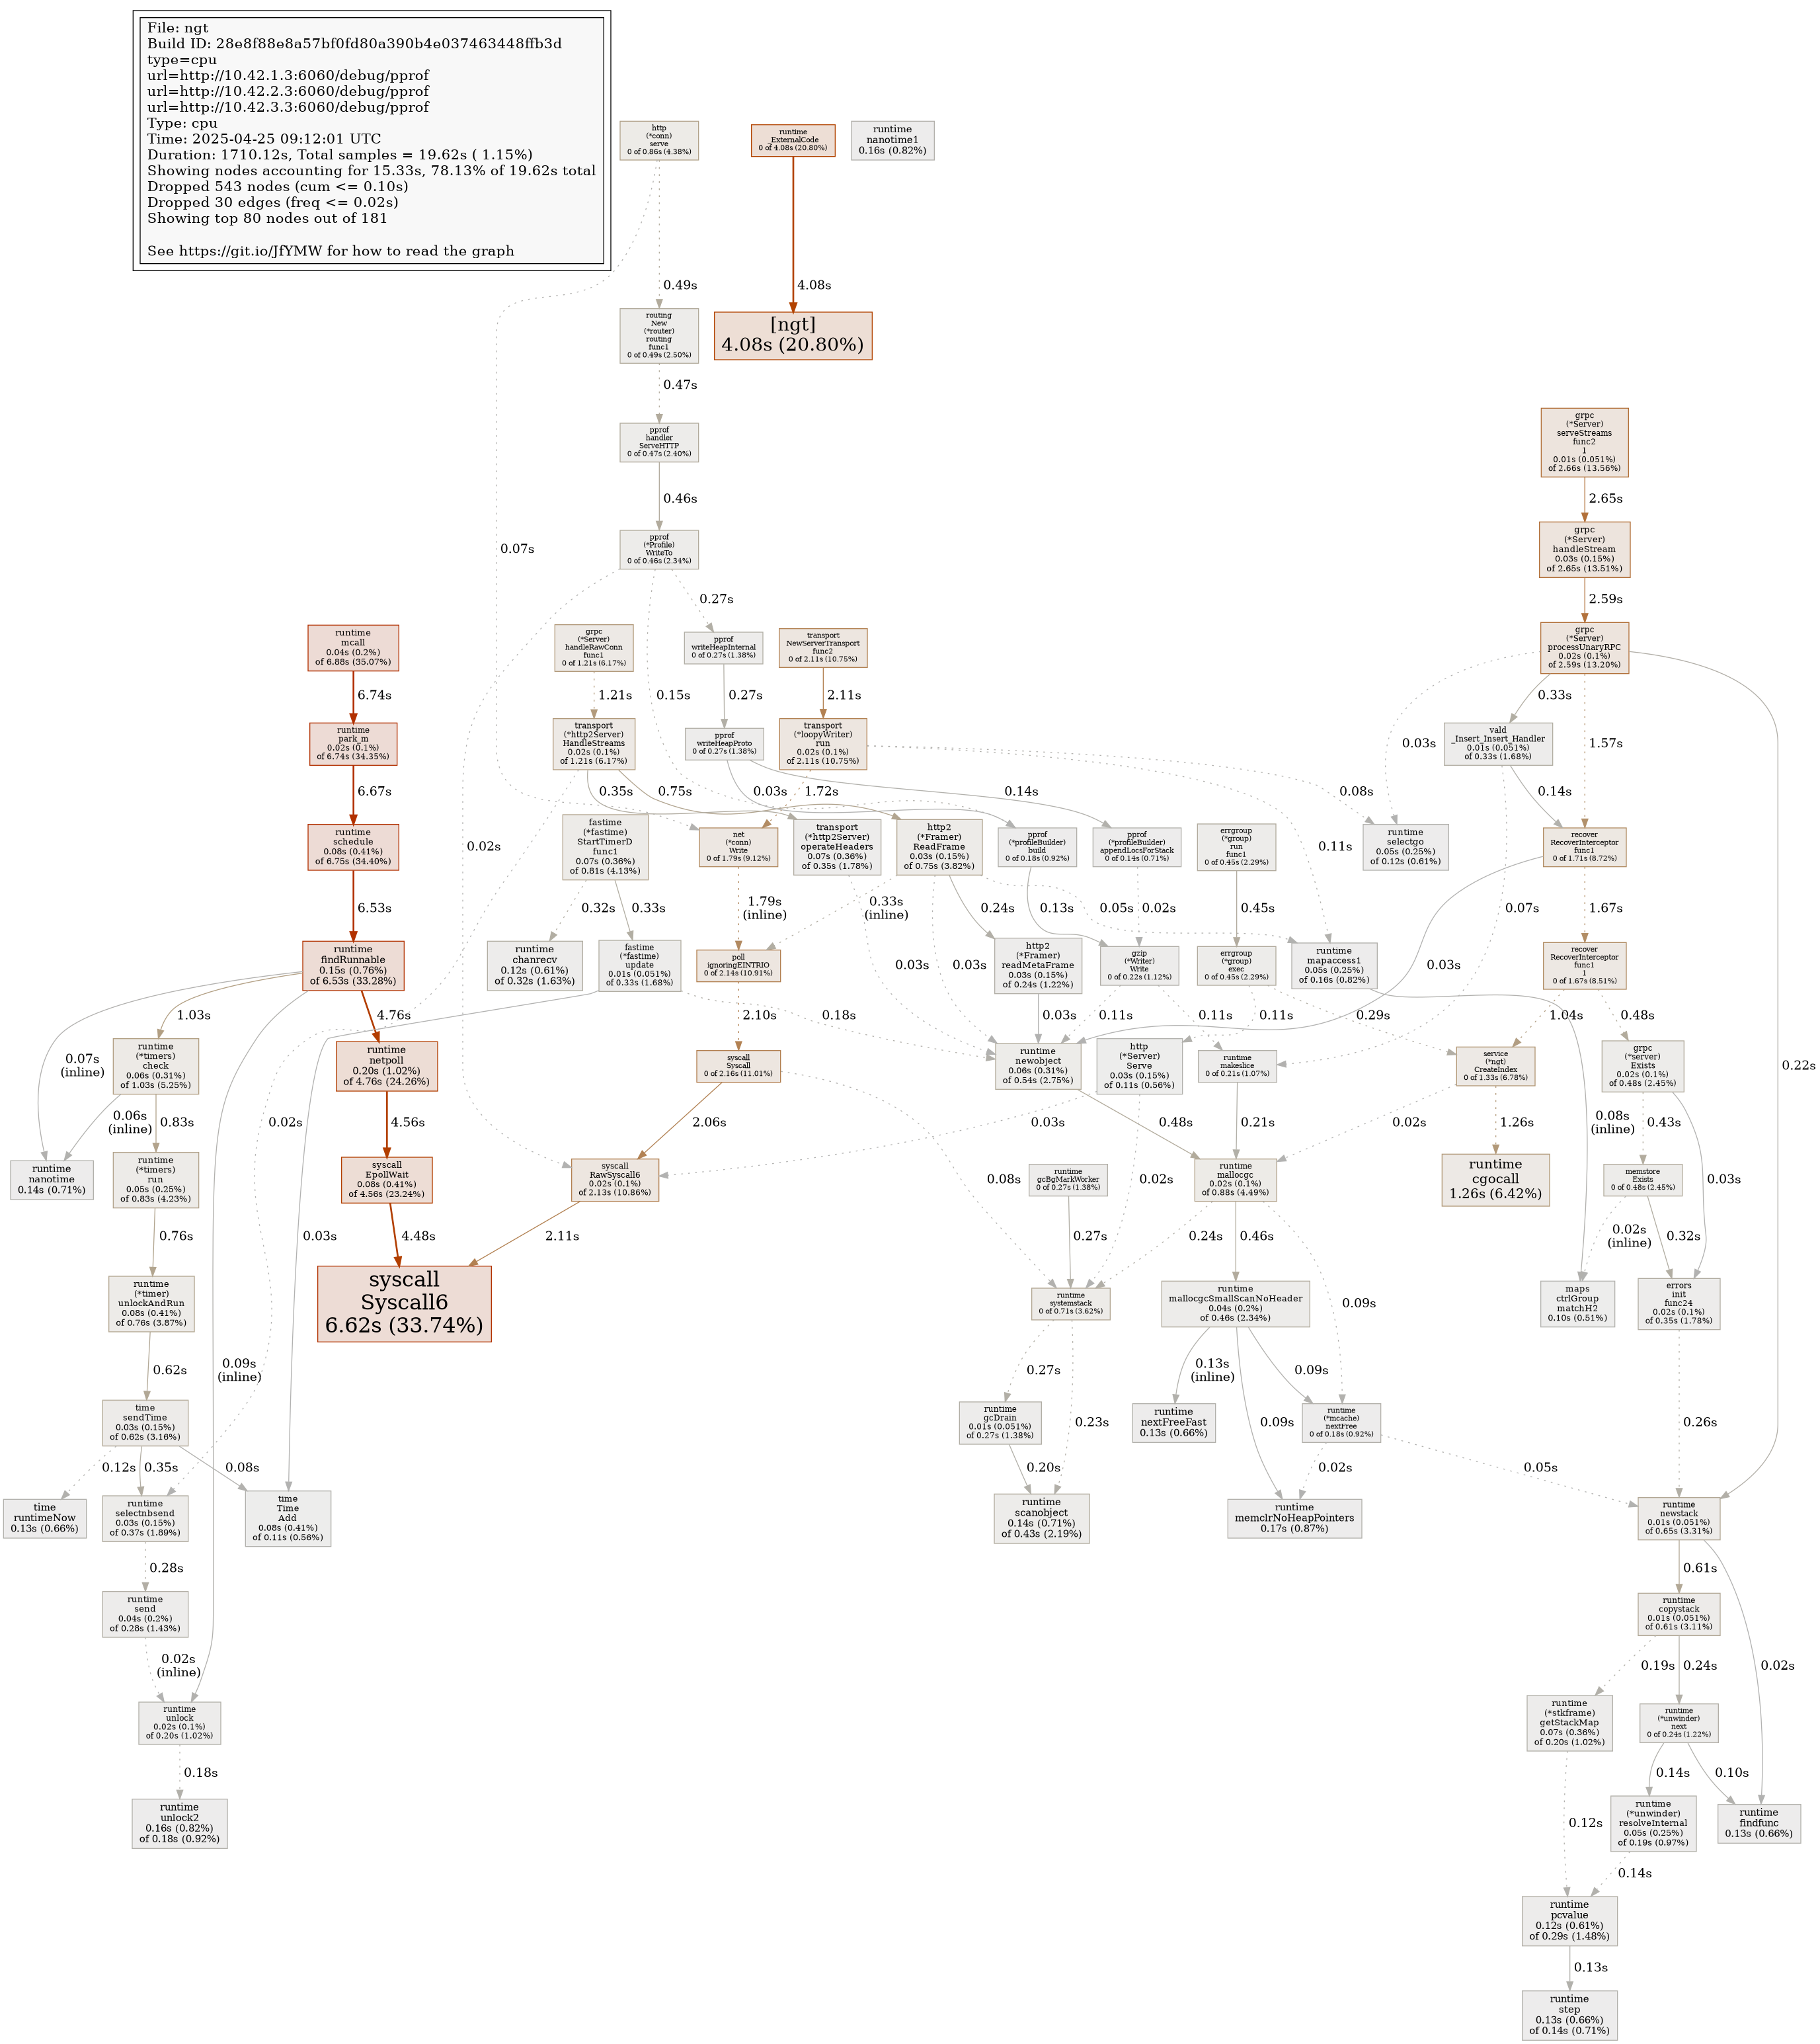 File: ngt
Build ID: 28e8f88e8a57bf0fd80a390b4e037463448ffb3d
type=cpu
url=http://10.42.1.3:6060/debug/pprof
url=http://10.42.2.3:6060/debug/pprof
url=http://10.42.3.3:6060/debug/pprof
Type: cpu
Time: 2025-04-25 09:12:01 UTC
Duration: 1710.12s, Total samples = 19.62s ( 1.15%)
Showing nodes accounting for 15.33s, 78.13% of 19.62s total
Dropped 543 nodes (cum <= 0.10s)
Dropped 30 edges (freq <= 0.02s)
Showing top 80 nodes out of 181
See https://git.io/JfYMW for how to read the graph
http
(*conn)
serve
0 of 0.86s (4.38%)
runtime
_ExternalCode
0 of 4.08s (20.80%)
runtime
nanotime1
0.16s (0.82%)
0.49s
4.08s
routing
New
(*router)
routing
func1
0 of 0.49s (2.50%)
[ngt]
4.08s (20.80%)
0.47s
pprof
handler
ServeHTTP
0 of 0.47s (2.40%)
grpc
(*Server)
serveStreams
func2
1
0.01s (0.051%)
of 2.66s (13.56%)
0.46s
2.65s
0.07s
pprof
(*Profile)
WriteTo
0 of 0.46s (2.34%)
grpc
(*Server)
handleStream
0.03s (0.15%)
of 2.65s (13.51%)
0.27s
2.59s
runtime
mcall
0.04s (0.2%)
of 6.88s (35.07%)
grpc
(*Server)
handleRawConn
func1
0 of 1.21s (6.17%)
pprof
writeHeapInternal
0 of 0.27s (1.38%)
transport
NewServerTransport
func2
0 of 2.11s (10.75%)
grpc
(*Server)
processUnaryRPC
0.02s (0.1%)
of 2.59s (13.20%)
6.74s
1.21s
0.15s
0.27s
2.11s
0.33s
runtime
park_m
0.02s (0.1%)
of 6.74s (34.35%)
transport
(*http2Server)
HandleStreams
0.02s (0.1%)
of 1.21s (6.17%)
pprof
writeHeapProto
0 of 0.27s (1.38%)
transport
(*loopyWriter)
run
0.02s (0.1%)
of 2.11s (10.75%)
0.03s
vald
_Insert_Insert_Handler
0.01s (0.051%)
of 0.33s (1.68%)
1.57s
6.67s
0.35s
0.75s
0.03s
1.72s
0.14s
0.08s
0.14s
runtime
schedule
0.08s (0.41%)
of 6.75s (34.40%)
0.02s
fastime
(*fastime)
StartTimerD
func1
0.07s (0.36%)
of 0.81s (4.13%)
net
(*conn)
Write
0 of 1.79s (9.12%)
transport
(*http2Server)
operateHeaders
0.07s (0.36%)
of 0.35s (1.78%)
http2
(*Framer)
ReadFrame
0.03s (0.15%)
of 0.75s (3.82%)
pprof
(*profileBuilder)
build
0 of 0.18s (0.92%)
pprof
(*profileBuilder)
appendLocsForStack
0 of 0.14s (0.71%)
errgroup
(*group)
run
func1
0 of 0.45s (2.29%)
0.11s
runtime
selectgo
0.05s (0.25%)
of 0.12s (0.61%)
recover
RecoverInterceptor
func1
0 of 1.71s (8.72%)
6.53s
0.32s
0.33s
1.79s
(inline)
0.33s
(inline)
0.24s
0.13s
0.05s
0.02s
0.45s
0.07s
1.67s
runtime
findRunnable
0.15s (0.76%)
of 6.53s (33.28%)
runtime
chanrecv
0.12s (0.61%)
of 0.32s (1.63%)
fastime
(*fastime)
update
0.01s (0.051%)
of 0.33s (1.68%)
poll
ignoringEINTRIO
0 of 2.14s (10.91%)
0.03s
0.03s
http2
(*Framer)
readMetaFrame
0.03s (0.15%)
of 0.24s (1.22%)
gzip
(*Writer)
Write
0 of 0.22s (1.12%)
errgroup
(*group)
exec
0 of 0.45s (2.29%)
runtime
mapaccess1
0.05s (0.25%)
of 0.16s (0.82%)
0.03s
recover
RecoverInterceptor
func1
1
0 of 1.67s (8.51%)
1.03s
4.76s
2.10s
0.18s
0.03s
0.11s
0.11s
0.11s
0.29s
1.04s
0.48s
0.07s
(inline)
runtime
(*timers)
check
0.06s (0.31%)
of 1.03s (5.25%)
runtime
netpoll
0.20s (1.02%)
of 4.76s (24.26%)
syscall
Syscall
0 of 2.16s (11.01%)
runtime
newobject
0.06s (0.31%)
of 0.54s (2.75%)
http
(*Server)
Serve
0.03s (0.15%)
of 0.11s (0.56%)
runtime
makeslice
0 of 0.21s (1.07%)
service
(*ngt)
CreateIndex
0 of 1.33s (6.78%)
grpc
(*server)
Exists
0.02s (0.1%)
of 0.48s (2.45%)
0.22s
0.06s
(inline)
0.83s
0.02s
4.56s
2.06s
0.03s
0.48s
0.21s
0.02s
1.26s
0.08s
(inline)
0.43s
runtime
nanotime
0.14s (0.71%)
runtime
(*timers)
run
0.05s (0.25%)
of 0.83s (4.23%)
syscall
EpollWait
0.08s (0.41%)
of 4.56s (23.24%)
syscall
RawSyscall6
0.02s (0.1%)
of 2.13s (10.86%)
0.08s
runtime
gcBgMarkWorker
0 of 0.27s (1.38%)
0.02s
runtime
mallocgc
0.02s (0.1%)
of 0.88s (4.49%)
runtime
cgocall
1.26s (6.42%)
memstore
Exists
0 of 0.48s (2.45%)
0.03s
0.76s
0.03s
4.48s
2.11s
0.27s
0.24s
0.46s
0.02s
(inline)
0.32s
runtime
(*timer)
unlockAndRun
0.08s (0.41%)
of 0.76s (3.87%)
syscall
Syscall6
6.62s (33.74%)
runtime
systemstack
0 of 0.71s (3.62%)
runtime
mallocgcSmallScanNoHeader
0.04s (0.2%)
of 0.46s (2.34%)
0.09s
maps
ctrlGroup
matchH2
0.10s (0.51%)
errors
init
func24
0.02s (0.1%)
of 0.35s (1.78%)
0.62s
0.09s
(inline)
0.27s
0.13s
(inline)
0.09s
time
sendTime
0.03s (0.15%)
of 0.62s (3.16%)
runtime
gcDrain
0.01s (0.051%)
of 0.27s (1.38%)
0.23s
runtime
nextFreeFast
0.13s (0.66%)
0.09s
runtime
(*mcache)
nextFree
0 of 0.18s (0.92%)
0.26s
0.12s
0.35s
0.08s
0.20s
0.02s
0.05s
time
runtimeNow
0.13s (0.66%)
runtime
selectnbsend
0.03s (0.15%)
of 0.37s (1.89%)
time
Time
Add
0.08s (0.41%)
of 0.11s (0.56%)
runtime
scanobject
0.14s (0.71%)
of 0.43s (2.19%)
runtime
memclrNoHeapPointers
0.17s (0.87%)
runtime
newstack
0.01s (0.051%)
of 0.65s (3.31%)
0.28s
0.61s
runtime
send
0.04s (0.2%)
of 0.28s (1.43%)
runtime
copystack
0.01s (0.051%)
of 0.61s (3.11%)
0.02s
(inline)
0.19s
0.24s
0.02s
runtime
unlock
0.02s (0.1%)
of 0.20s (1.02%)
runtime
(*stkframe)
getStackMap
0.07s (0.36%)
of 0.20s (1.02%)
runtime
(*unwinder)
next
0 of 0.24s (1.22%)
0.18s
0.14s
0.10s
runtime
unlock2
0.16s (0.82%)
of 0.18s (0.92%)
0.12s
runtime
(*unwinder)
resolveInternal
0.05s (0.25%)
of 0.19s (0.97%)
runtime
findfunc
0.13s (0.66%)
0.14s
runtime
pcvalue
0.12s (0.61%)
of 0.29s (1.48%)
0.13s
runtime
step
0.13s (0.66%)
of 0.14s (0.71%)